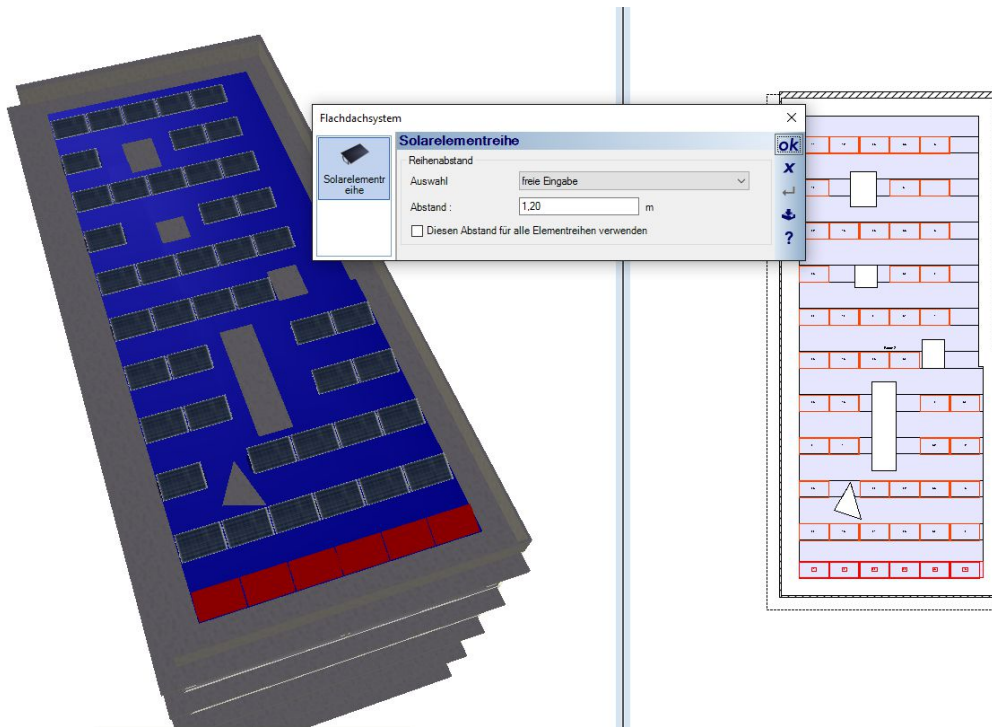 Flachdachsystem
Solarelementr
eihe
Solarelementreihe
Reihenabstand
Auswahl
freie Eingabe
Abstand :
1,20
m
Diesen Abstand für alle Elementreihen verwenden
ok
x
?